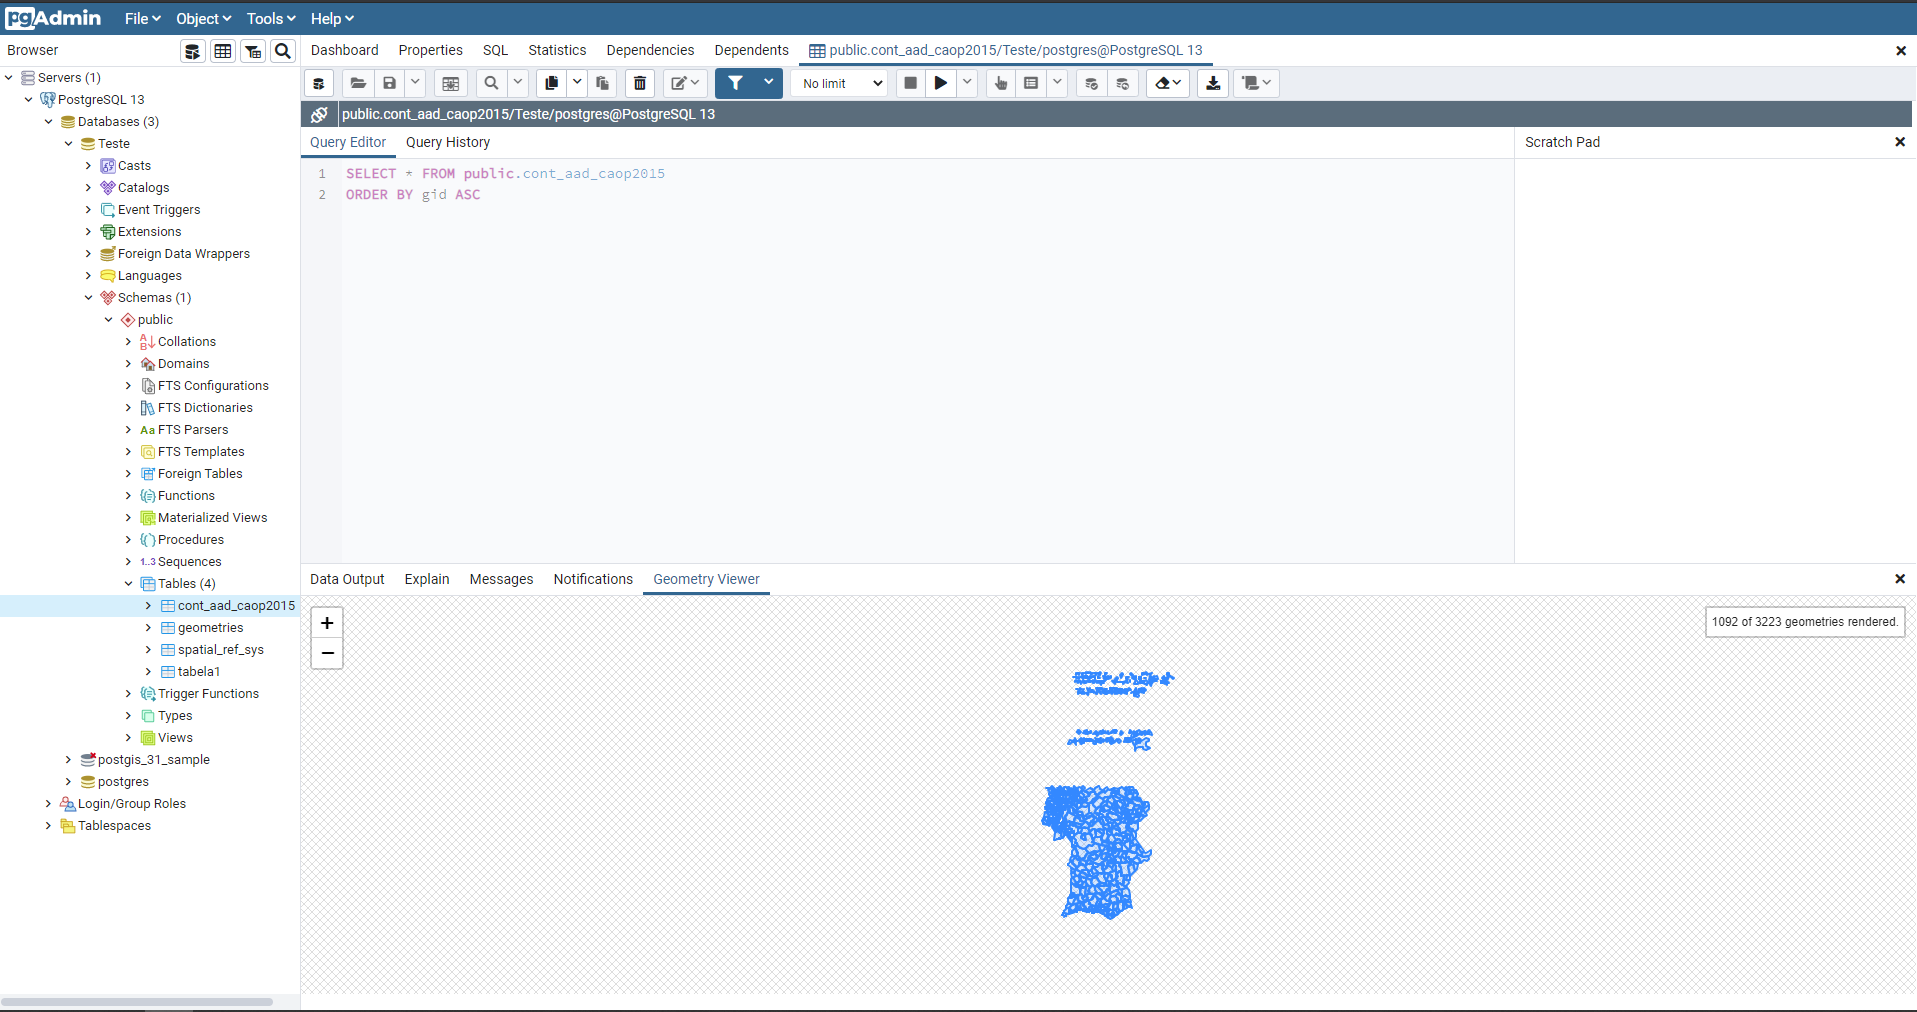 pgAdmin File Object Tools Help
Browser
Dashboard Properties SQL Statistics Dependencies Dependents public.cont_aad_caop2015/Teste/postgres@PostgreSQL 13
No limit
public.cont_aad_caop2015/Teste/postgres@PostgreSQL 13
Query Editor Query History
Scratch Pad
1 SELECT * FROM public.cont_aad_caop2015
2 ORDER BY gid ASC
Servers (1)
PostgreSQL 13
Databases (3)
Teste
Casts
Catalogs
Event Triggers
Extensions
Foreign Data Wrappers
Languages
Schemas (1)
public
Collations
Domains
FTS Configurations
FTS Dictionaries
Aa FTS Parsers
FTS Templates
Foreign Tables
Functions
Materialized Views
Procedures
1..3 Sequences
Tables (4)
cont_aad_caop2015
geometries
spatial_ref_sys
tabela1
Trigger Functions
Types
Views
postgis_31_sample
postgres
Login/Group Roles
Tablespaces
Data Output Explain Messages Notifications Geometry Viewer
+
−
1092 of 3223 geometries rendered.